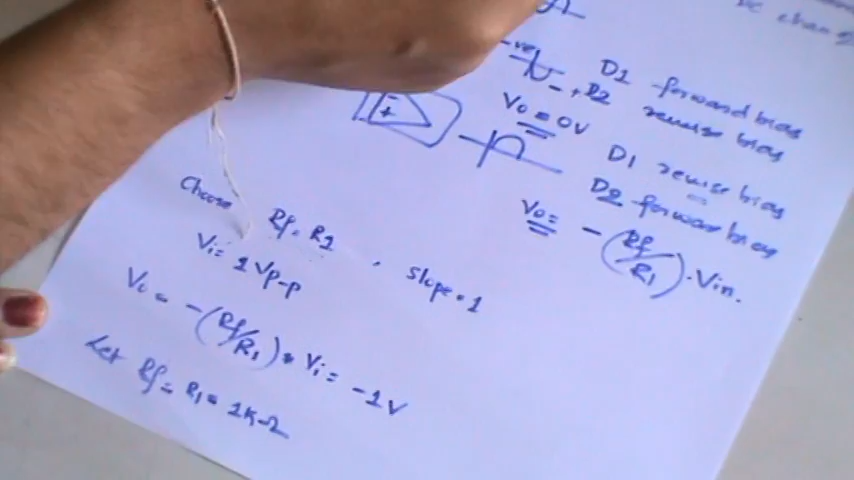 -ve
D1 forward bias
+ D2 reverse bias
Vo = 0V
D1 reverse bias
D2 forward bias
Vo = -(Rf/R1).Vin.
- +
Choose Rf = R1
Vi = 1Vp-p , slope = 1
Vo = -(Rf/R1) * Vi = -1V
Let Rf = R1 = 1KΩ